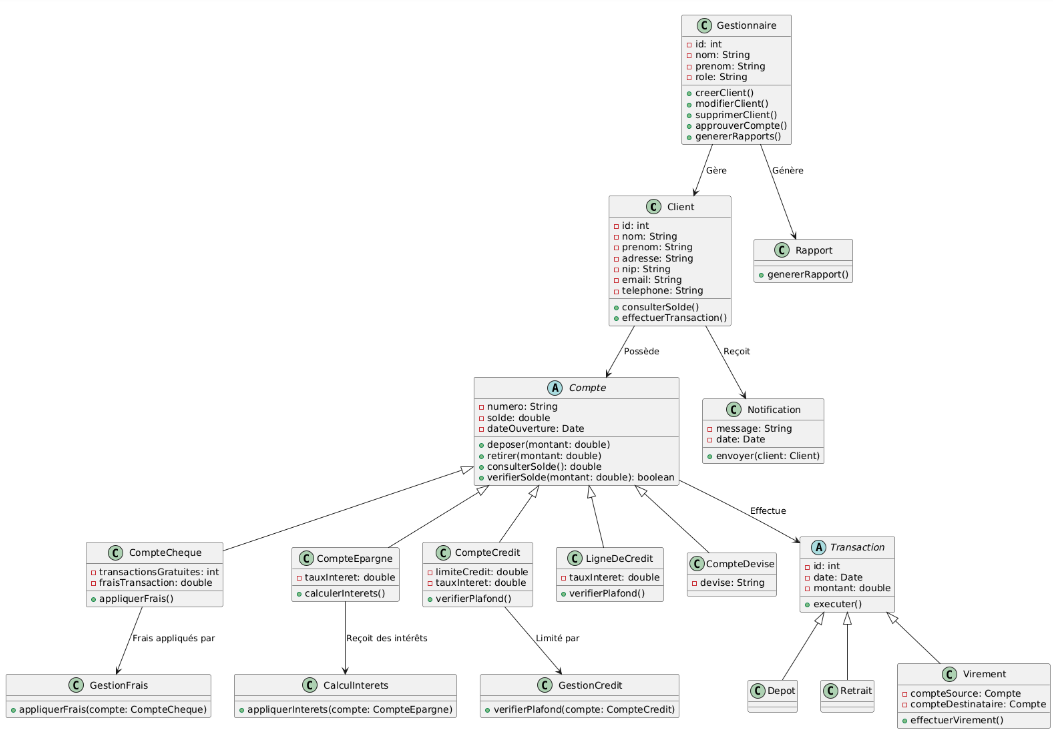 C Gestionnaire
id: int
nom: String
prenom: String
role: String
creerClient()
modifierClient()
supprimerClient()
approuverCompte()
genererRapports()
Gère
Génère
C Client
id: int
nom: String
prenom: String
adresse: String
nip: String
email: String
telephone: String
consulterSolde()
effectuerTransaction()
C Rapport
genererRapport()
Possède
Reçoit
A Compte
numero: String
solde: double
dateOuverture: Date
deposer(montant: double)
retirer(montant: double)
consulterSolde(): double
verifierSolde(montant: double): boolean
C Notification
message: String
date: Date
envoyer(client: Client)
Effectue
C CompteCheque
transactionsGratuites: int
fraisTransaction: double
appliquerFrais()
C CompteEpargne
tauxInteret: double
calculerInterets()
C CompteCredit
limiteCredit: double
tauxInteret: double
verifierPlafond()
C LigneDeCredit
tauxInteret: double
verifierPlafond()
C CompteDevise
devise: String
A Transaction
id: int
date: Date
montant: double
executer()
Frais appliqués par
Reçoit des intérêts
Limité par
C GestionFrais
appliquerFrais(compte: CompteCheque)
C CalculInterets
appliquerInterets(compte: CompteEpargne)
C GestionCredit
verifierPlafond(compte: CompteCredit)
C Depot
C Retrait
C Virement
compteSource: Compte
compteDestinataire: Compte
effectuerVirement()